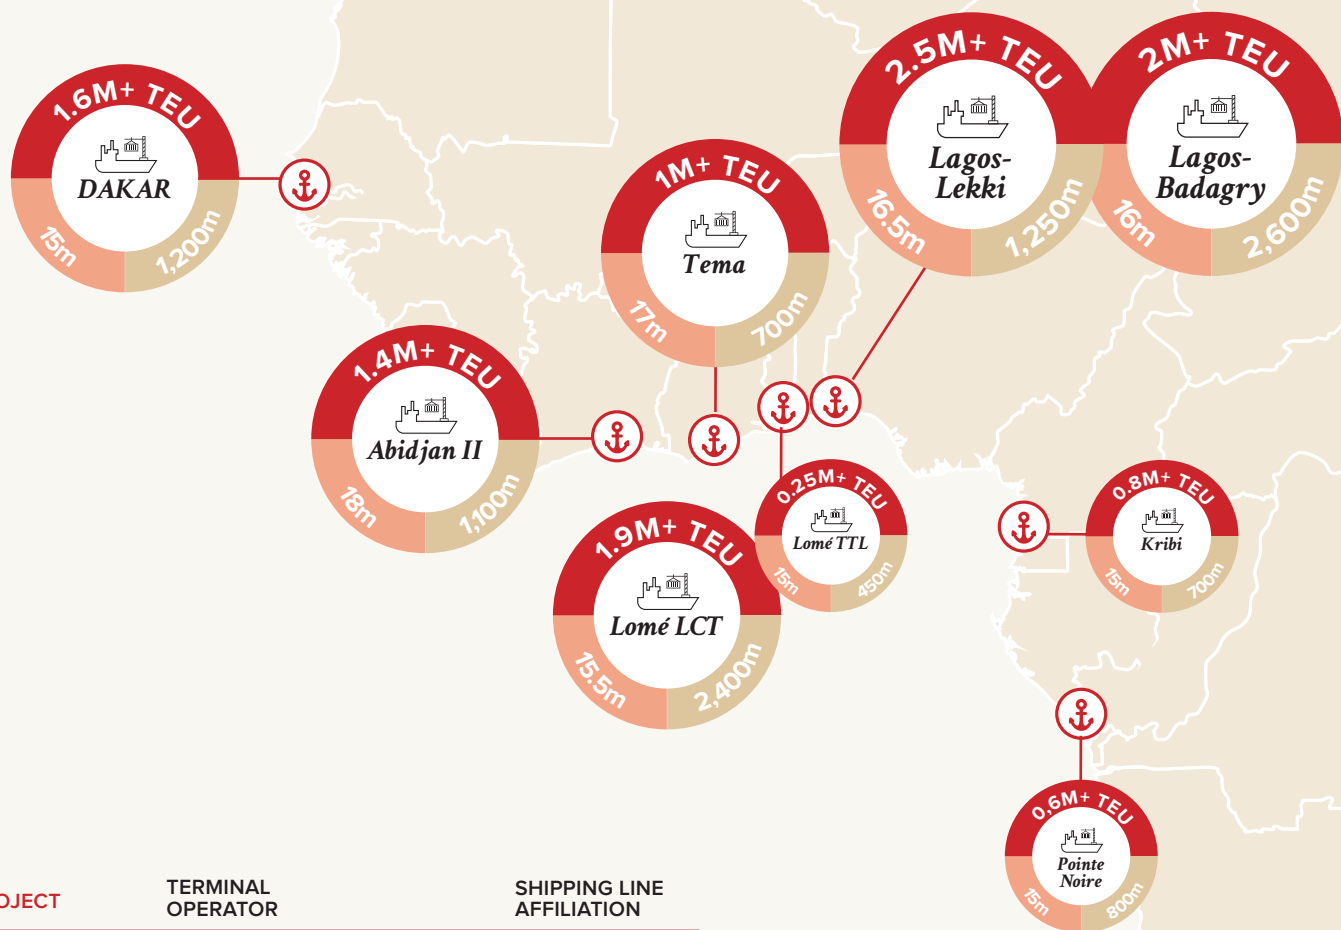 1.6M+ TEU
DAKAR
15m
1,200m
2.5M+ TEU
Lagos-
Lekki
16.5m
1,250m
2M+ TEU
Lagos-
Badagry
16m
2,600m
1M+ TEU
Tema
17m
700m
1.4M+ TEU
Abidjan II
18m
1,100m
0.25M+ TEU
Lomé TTL
15m
450m
0.8M+ TEU
Kribi
15m
700m
1.9M+ TEU
Lomé LCT
15.5m
2,400m
0,6M+ TEU
Pointe
Noire
15m
800m
OJECT
TERMINAL
OPERATOR
SHIPPING LINE
AFFILIATION